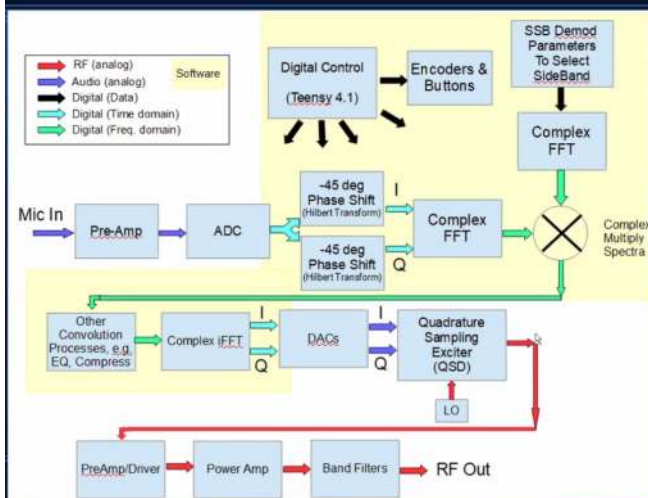 RF (analog)
Audio (analog)
Digital (Data)
Digital (Time domain)
Digital (Freq. domain)
Software
Digital Control
(Teensy 4.1)
Encoders &
Buttons
SSB Demod
Parameters
To Select
SideBand
Complex
FFT
Mic In
Pre-Amp
ADC
-45 deg
Phase Shift
(Hilbert Transform)
I
-45 deg
Phase Shift
(Hilbert Transform)
Q
Complex
FFT
Complex
Multiply
Spectra
Other
Convolution
Processes, e.g.
EQ, Compress
Complex iFFT
I
Q
DACs
I
Q
Quadrature
Sampling
Exciter
(QSD)
LO
PreAmp/Driver
Power Amp
Band Filters
RF Out